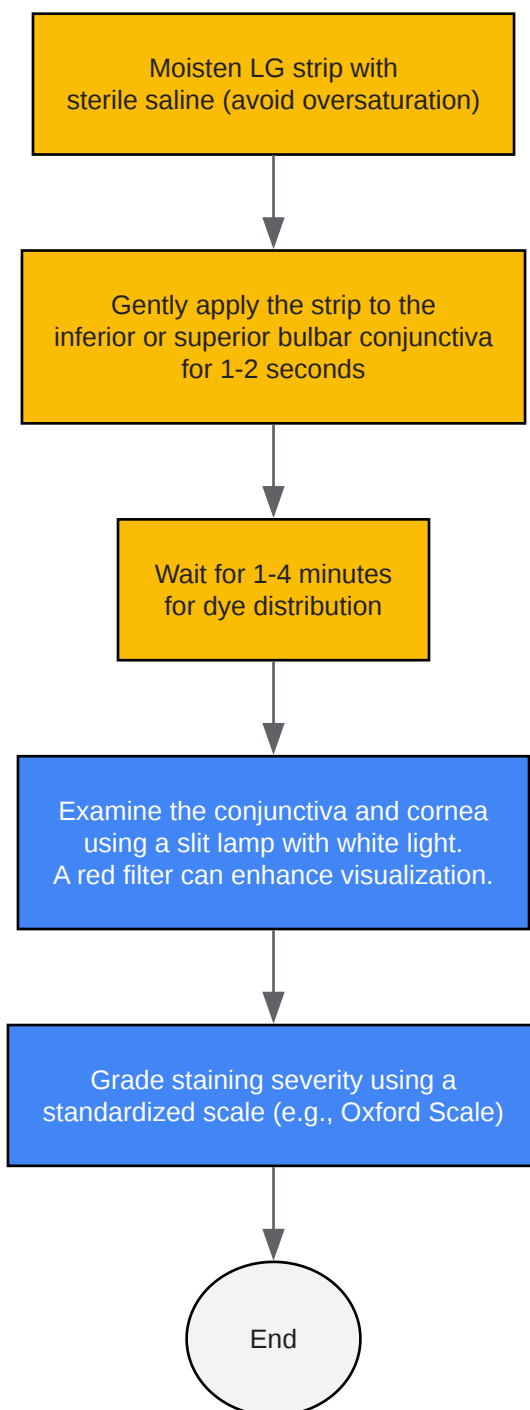 Moisten LG strip with
sterile saline (avoid oversaturation)
Gently apply the strip to the
inferior or superior bulbar conjunctiva
for 1-2 seconds
Wait for 1-4 minutes
for dye distribution
Examine the conjunctiva and cornea
using a slit lamp with white light.
A red filter can enhance visualization.
Grade staining severity using a
standardized scale (e.g., Oxford Scale)
End